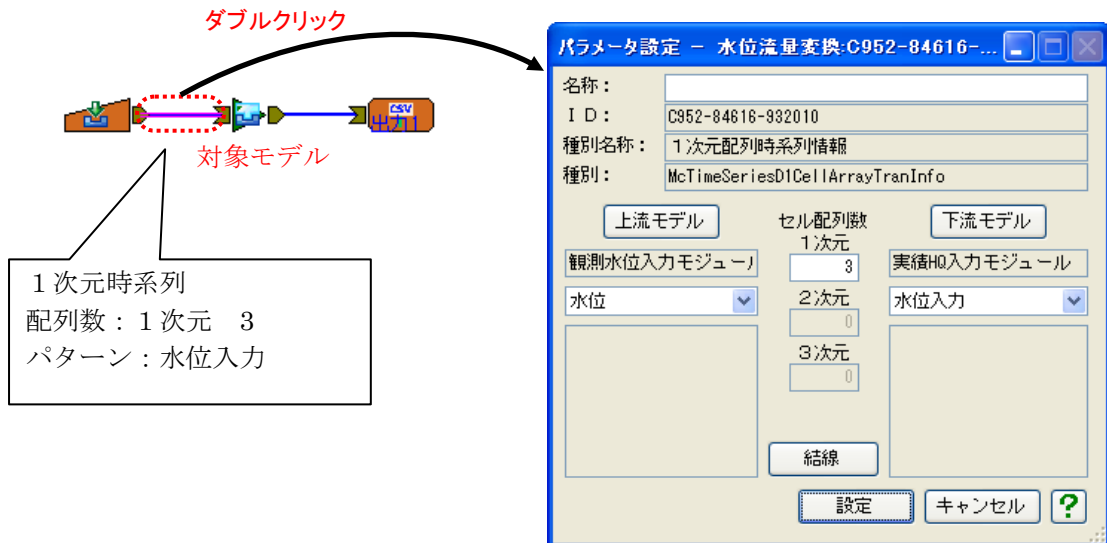 ダブルクリック
CSV
出力1
対象モデル
1次元時系列
配列数:1次元 3
パターン:水位入力
パラメータ設定 - 水位流量変換:C952-84616-...
名称:
ID: C952-84616-932010
種別名称: 1次元配列時系列情報
種別: McTimeSeriesD1CellArrayTranInfo
上流モデル
セル配列数
下流モデル
1次元
観測水位入力モジュール
3
実績HQ入力モジュール
水位
2次元
水位入力
0
3次元
0
結線
設定
キャンセル
?